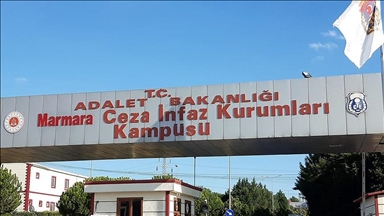 T.C.
ADALET BAKANLIĞI
Marmara Ceza İnfaz Kurumları
Kampüsü